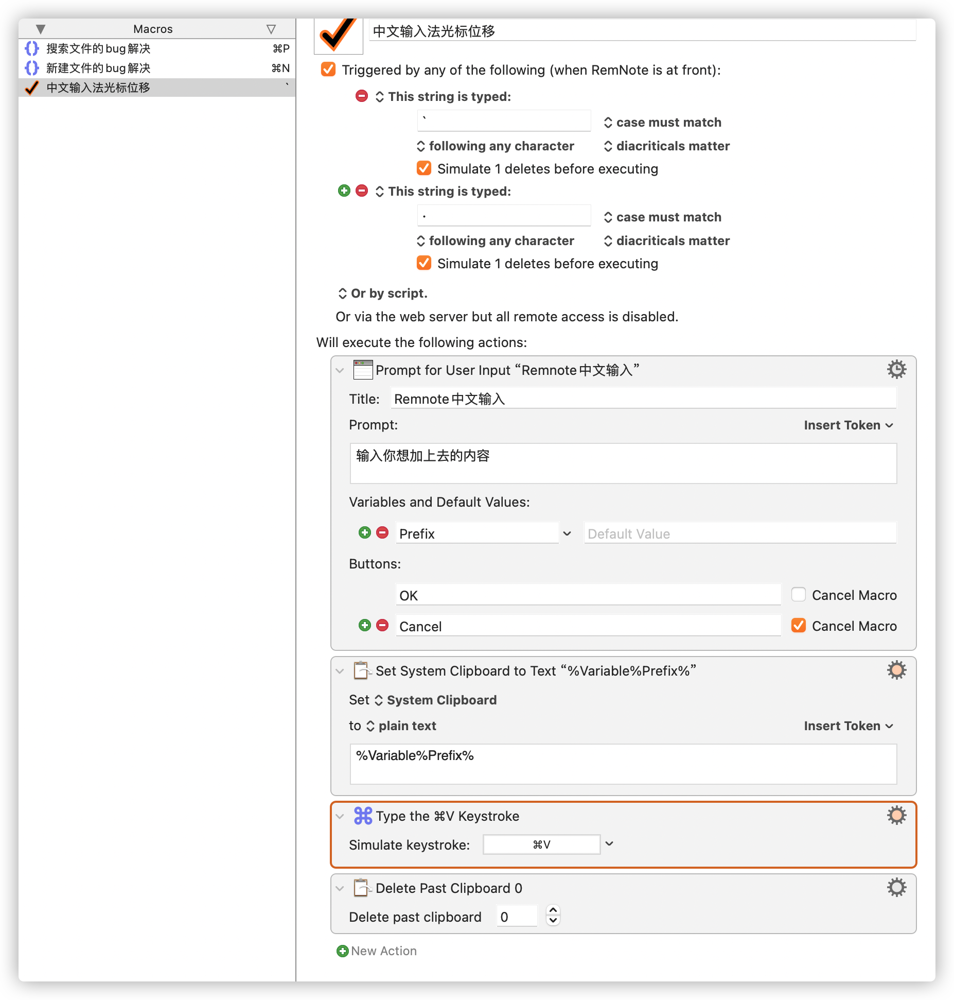 Macros
搜索文件的bug解决 ⌘P
新建文件的bug解决 ⌘N
中文输入法光标位移 `
中文输入法光标位移
Triggered by any of the following (when RemNote is at front):
This string is typed:
` case must match
following any character diacriticals matter
Simulate 1 deletes before executing
This string is typed:
· case must match
following any character diacriticals matter
Simulate 1 deletes before executing
Or by script.
Or via the web server but all remote access is disabled.
Will execute the following actions:
Prompt for User Input “Remnote中文输入”
Title: Remnote中文输入
Prompt: Insert Token
输入你想加上去的内容
Variables and Default Values:
Prefix Default Value
Buttons:
OK Cancel Macro
Cancel Cancel Macro
Set System Clipboard to Text “%Variable%Prefix%”
Set System Clipboard
to plain text Insert Token
%Variable%Prefix%
Type the ⌘V Keystroke
Simulate keystroke: ⌘V
Delete Past Clipboard 0
Delete past clipboard 0
New Action